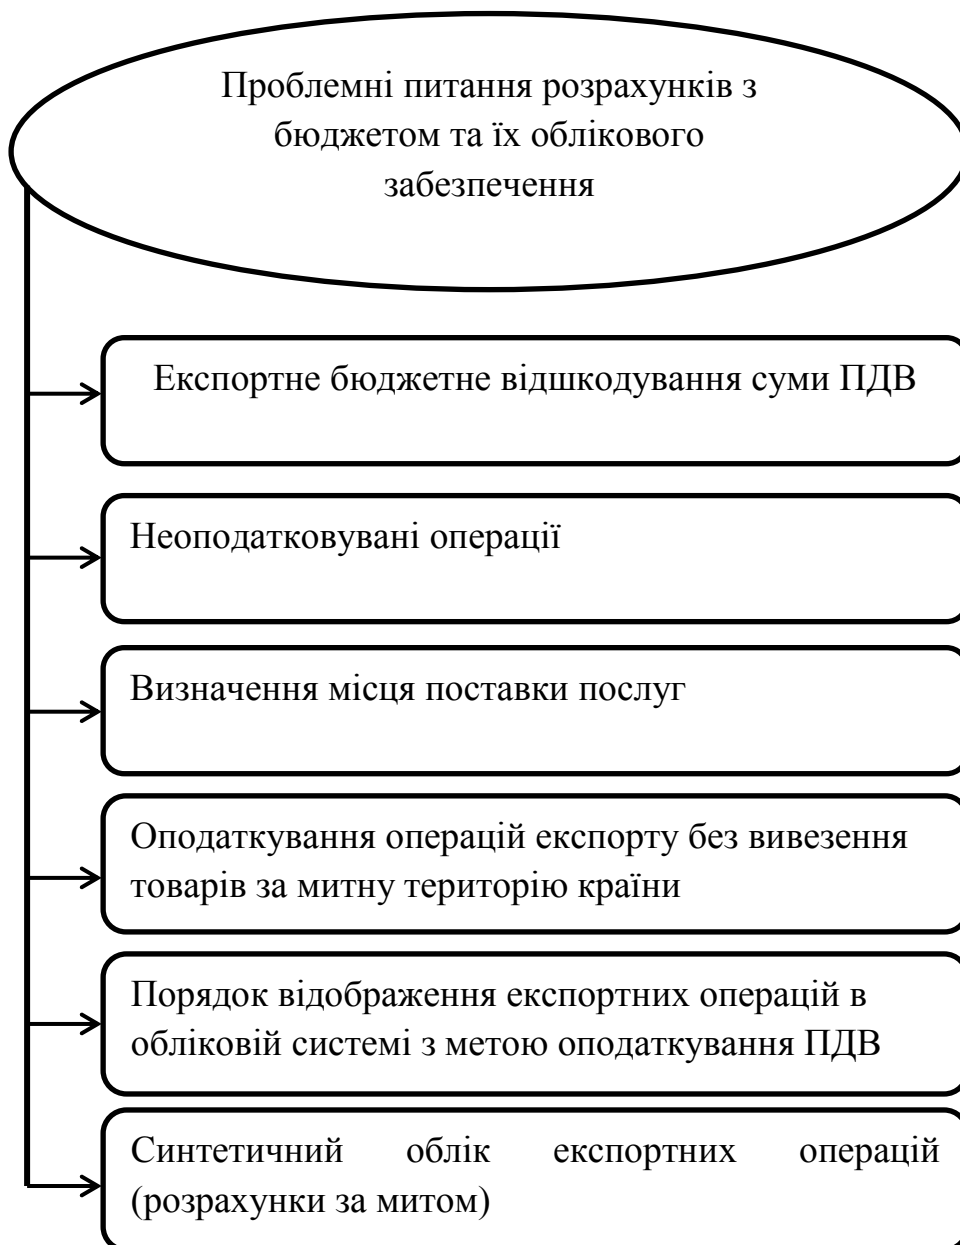 Проблемні питання розрахунків з
бюджетом та їх облікового
забезпечення
Експортне бюджетне відшкодування суми ПДВ
Неоподатковувані операції
Визначення місця поставки послуг
Оподаткування операцій експорту без вивезення
товарів за митну територію країни
Порядок відображення експортних операцій в
обліковій системі з метою оподаткування ПДВ
Синтетичний облік експортних операцій
(розрахунки за митом)